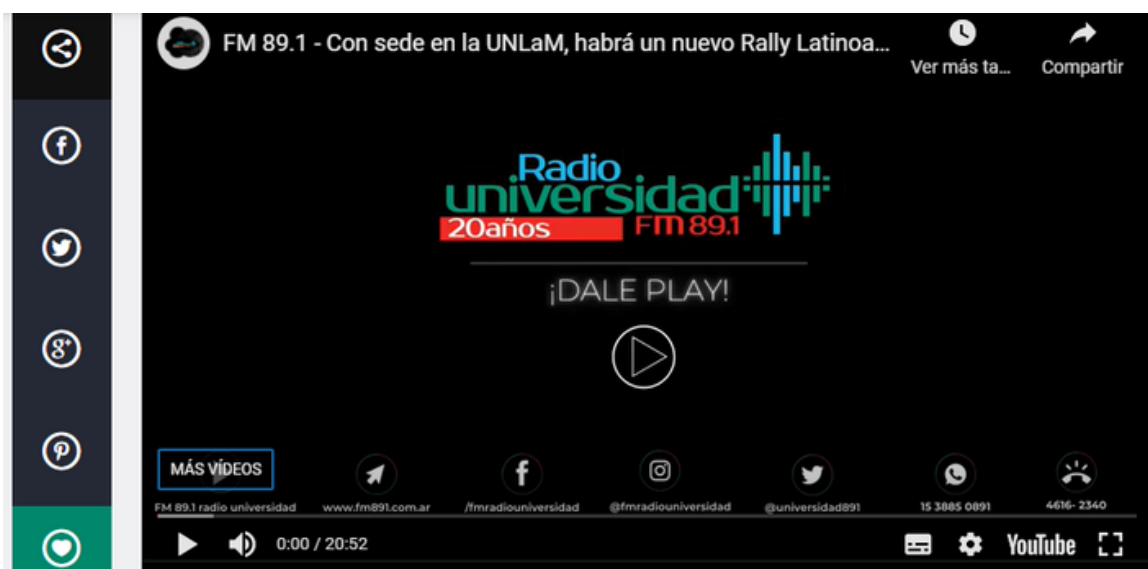 FM 89.1 - Con sede en la UNLaM, habrá un nuevo Rally Latinoa...
Ver más ta...
Compartir
Radio
universidad
20años FM 89.1
¡DALE PLAY!
MÁS VÍDEOS
FM 89.1 radio universidad www.fm891.com.ar /fmradiouniversidad @fmradiouniversidad @universidad891 15 3885 0891 4616- 2340
0:00 / 20:52 YouTube